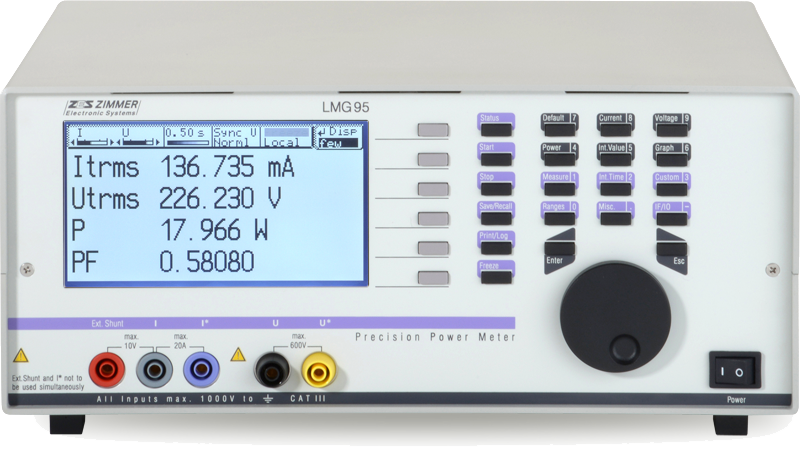 ZES ZIMMER
Electronic Systems
LMG95
I U 0.50 s Sync U Disp
Norml Local few
Itrms 136.735 mA
Utrms 226.230 V
P 17.966 W
PF 0.58080
Status
Start
Stop
Save/Recall
Print/Log
Freeze
Default 7 Current 8 Voltage 9
Power 4 Int.Value 5 Graph 6
Measure 1 Int.Time 2 Custom 3
Ranges 0 Misc. . IF/IO –
Enter Esc
Ext. Shunt I I* U U*
max. 10V
max. 20A
max. 600V
Precision Power Meter
Ext.Shunt and I* not to
be used simultaneously
All Inputs max. 1000V to CAT III
I O
Power